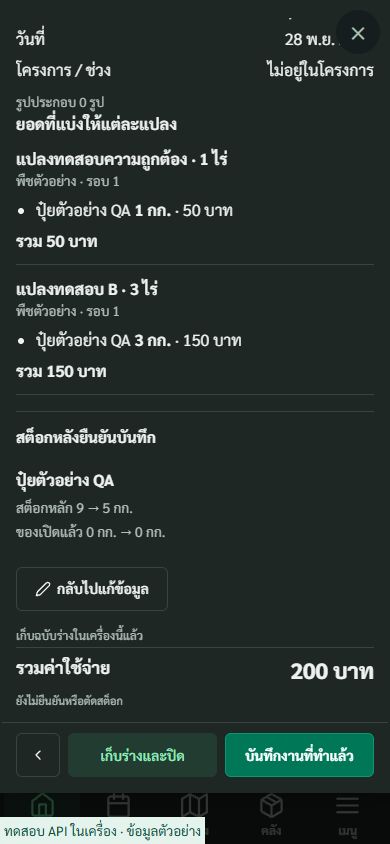 วันที่
28 พ.ย.
โครงการ / ช่วง
ไม่อยู่ในโครงการ
รูปประกอบ 0 รูป
ยอดที่แบ่งให้แต่ละแปลง
แปลงทดสอบความถูกต้อง · 1 ไร่
พืชตัวอย่าง · รอบ 1
• ปุ๋ยตัวอย่าง QA 1 กก. · 50 บาท
รวม 50 บาท
แปลงทดสอบ B · 3 ไร่
พืชตัวอย่าง · รอบ 1
• ปุ๋ยตัวอย่าง QA 3 กก. · 150 บาท
รวม 150 บาท
สต็อกหลังยืนยันบันทึก
ปุ๋ยตัวอย่าง QA
สต็อกหลัก 9 → 5 กก.
ของเปิดแล้ว 0 กก. → 0 กก.
กลับไปแก้ข้อมูล
เก็บฉบับร่างในเครื่องนี้แล้ว
รวมค่าใช้จ่าย
200 บาท
ยังไม่ยืนยันหรือตัดสต็อก
เก็บร่างและปิด
บันทึกงานที่ทำแล้ว
คลัง
เมนู
ทดสอบ API ในเครื่อง · ข้อมูลตัวอย่าง